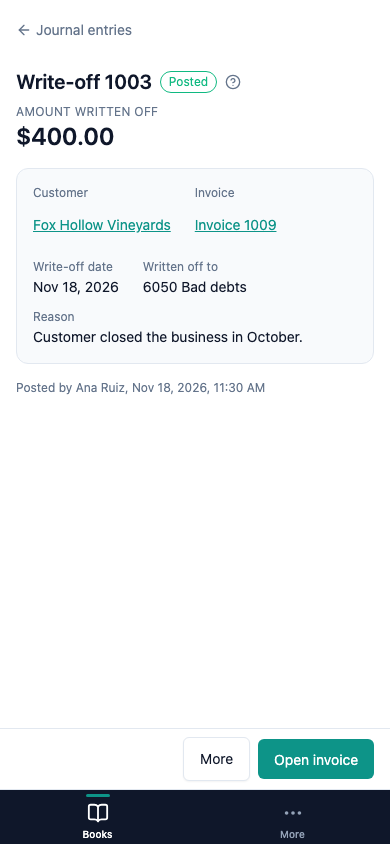 Journal entries
Write-off 1003 Posted
AMOUNT WRITTEN OFF
$400.00
Customer Invoice
Fox Hollow Vineyards Invoice 1009
Write-off date Written off to
Nov 18, 2026 6050 Bad debts
Reason
Customer closed the business in October.
Posted by Ana Ruiz, Nov 18, 2026, 11:30 AM
More Open invoice
Books More